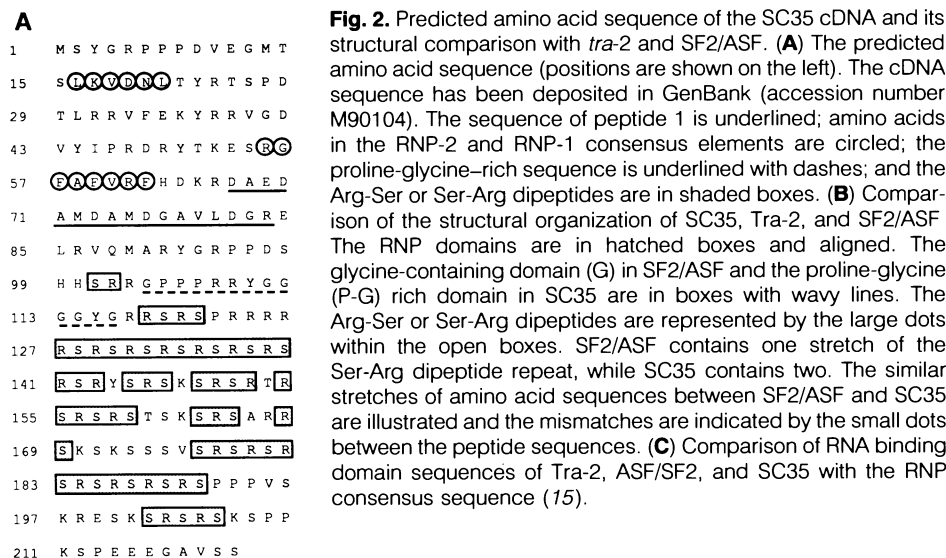 A
1 M S Y G R P P P D V E G M T
15 S L K V D N L T Y R T S P D
29 T L R R V F E K Y R R V G D
43 V Y I P R D R Y T K E S R G
57 F A F V R F H D K R D A E D
71 A M D A M D G A V L D G R E
85 L R V Q M A R Y G R P P D S
99 H H S R R G P P P R R Y G G
113 G G Y G R R S R S P R R R R
127 R S R S R S R S R S R S R S
141 R S R Y S R S K S R S R T R
155 S R S R S T S K S R S A R R
169 S K S K S S S V S R S R S R
183 S R S R S R S R S P P P V S
197 K R E S K S R S R S K S P P
211 K S P E E E G A V S S
Fig. 2. Predicted amino acid sequence of the SC35 cDNA and its
structural comparison with tra-2 and SF2/ASF. (A) The predicted
amino acid sequence (positions are shown on the left). The cDNA
sequence has been deposited in GenBank (accession number
M90104). The sequence of peptide 1 is underlined; amino acids
in the RNP-2 and RNP-1 consensus elements are circled; the
proline-glycine–rich sequence is underlined with dashes; and the
Arg-Ser or Ser-Arg dipeptides are in shaded boxes. (B) Compar-
ison of the structural organization of SC35, Tra-2, and SF2/ASF
The RNP domains are in hatched boxes and aligned. The
glycine-containing domain (G) in SF2/ASF and the proline-glycine
(P-G) rich domain in SC35 are in boxes with wavy lines. The
Arg-Ser or Ser-Arg dipeptides are represented by the large dots
within the open boxes. SF2/ASF contains one stretch of the
Ser-Arg dipeptide repeat, while SC35 contains two. The similar
stretches of amino acid sequences between SF2/ASF and SC35
are illustrated and the mismatches are indicated by the small dots
between the peptide sequences. (C) Comparison of RNA binding
domain sequences of Tra-2, ASF/SF2, and SC35 with the RNP
consensus sequence (15).